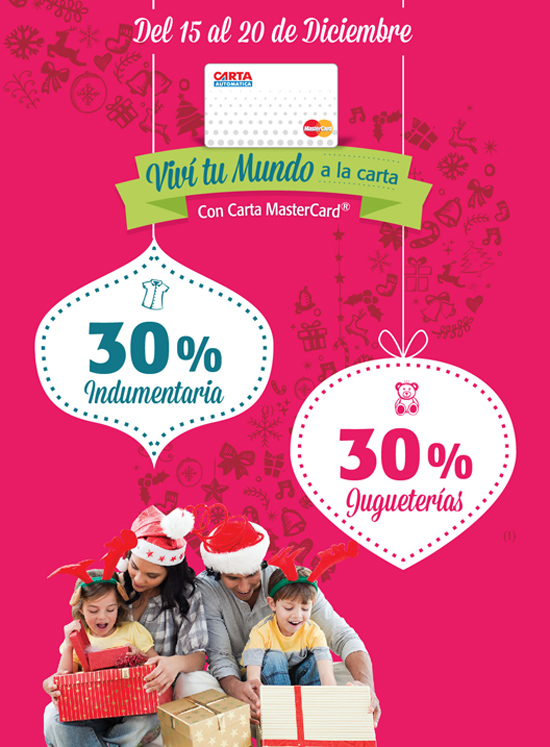 Del 15 al 20 de Diciembre
CARTA
AUTOMATICA
MasterCard
Viví tu Mundo a la carta
Con Carta MasterCard®
30%
Indumentaria
30%
Jugueterías
(1)